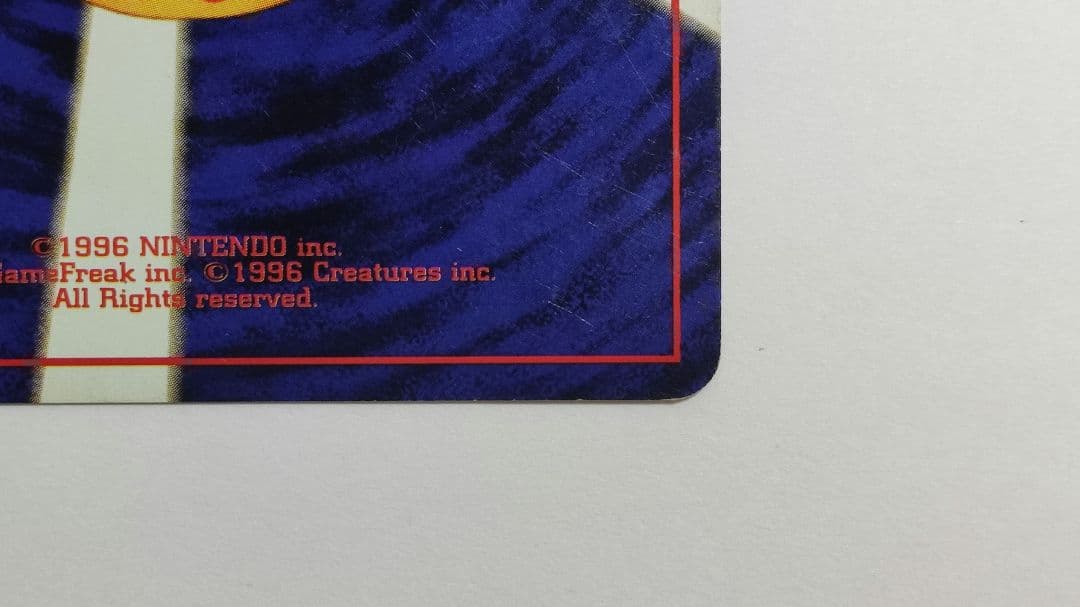 ©1996 NINTENDO inc.
ameFreak inc. ©1996 Creatures inc.
All Rights reserved.